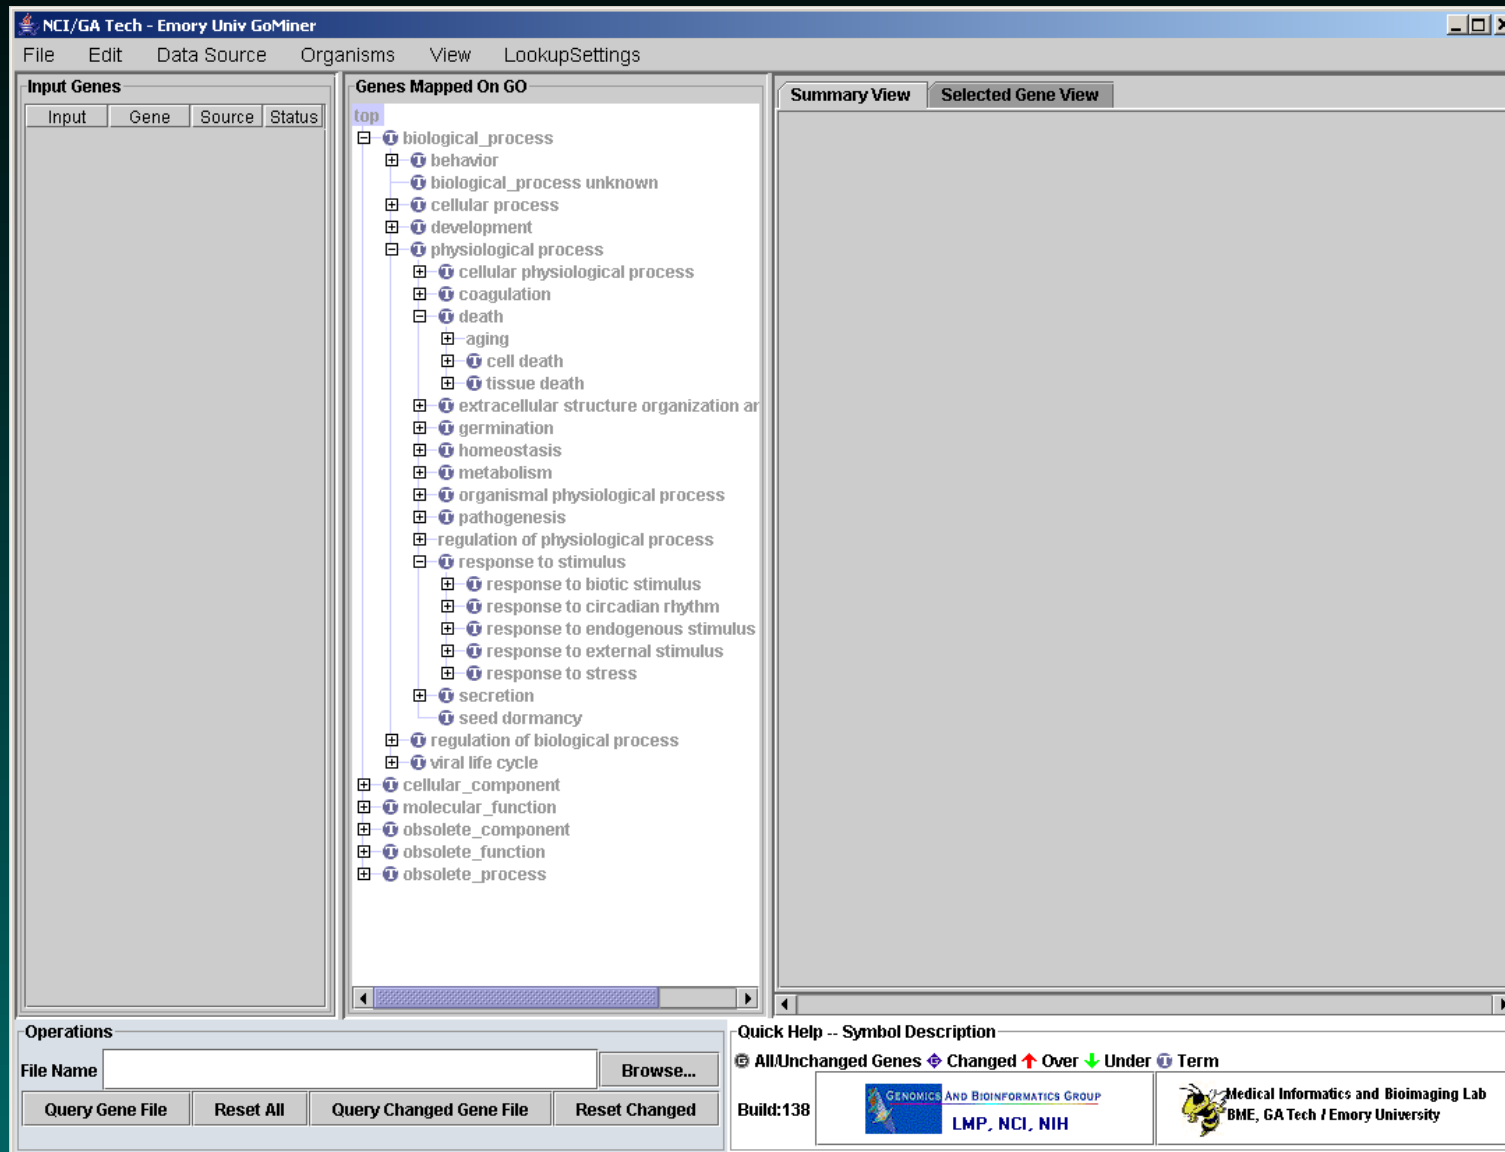 NCI/GA Tech - Emory Univ GoMiner
File Edit Data Source Organisms View LookupSettings
Input Genes
Input Gene Source Status
Genes Mapped On GO
top
biological_process
behavior
biological_process unknown
cellular process
development
physiological process
cellular physiological process
coagulation
death
aging
cell death
tissue death
extracellular structure organization ar
germination
homeostasis
metabolism
organismal physiological process
pathogenesis
regulation of physiological process
response to stimulus
response to biotic stimulus
response to circadian rhythm
response to endogenous stimulus
response to external stimulus
response to stress
secretion
seed dormancy
regulation of biological process
viral life cycle
cellular_component
molecular_function
obsolete_component
obsolete_function
obsolete_process
Summary View Selected Gene View
Operations
File Name Browse...
Query Gene File Reset All Query Changed Gene File Reset Changed
Quick Help -- Symbol Description
G All/Unchanged Genes G Changed Over Under T Term
Build:138
GENOMICS AND BIOINFORMATICS GROUP
LMP, NCI, NIH
Medical Informatics and Bioimaging Lab
BME, GA Tech / Emory University